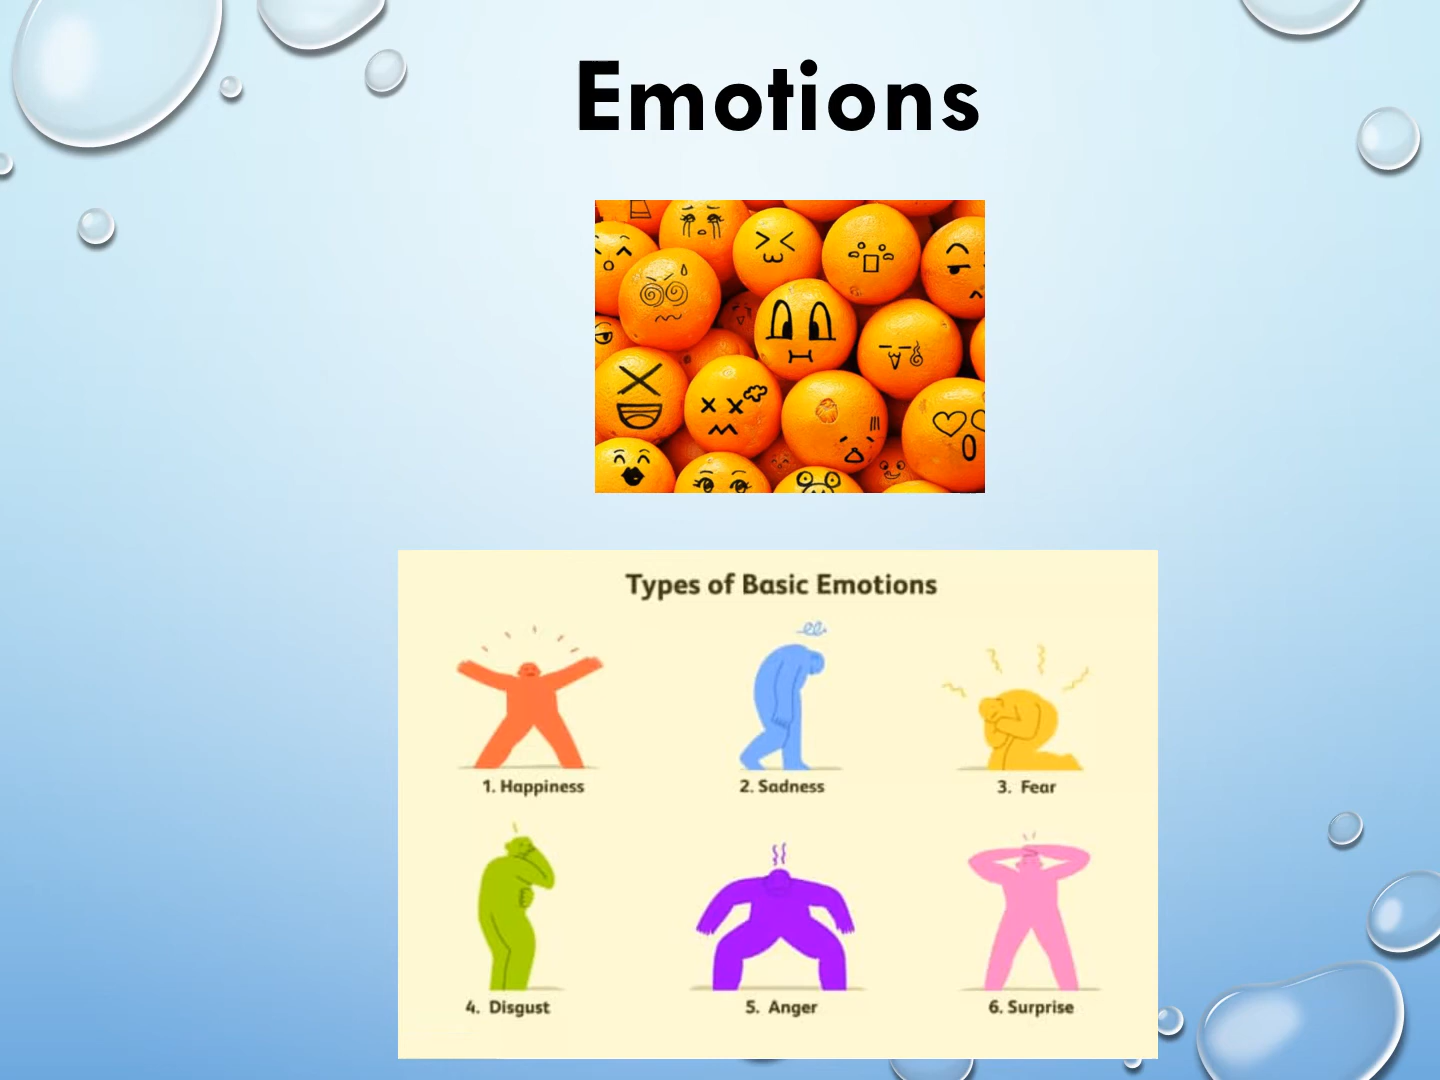 Emotions
Types of Basic Emotions
1. Happiness
2. Sadness
3. Fear
4. Disgust
5. Anger
6. Surprise